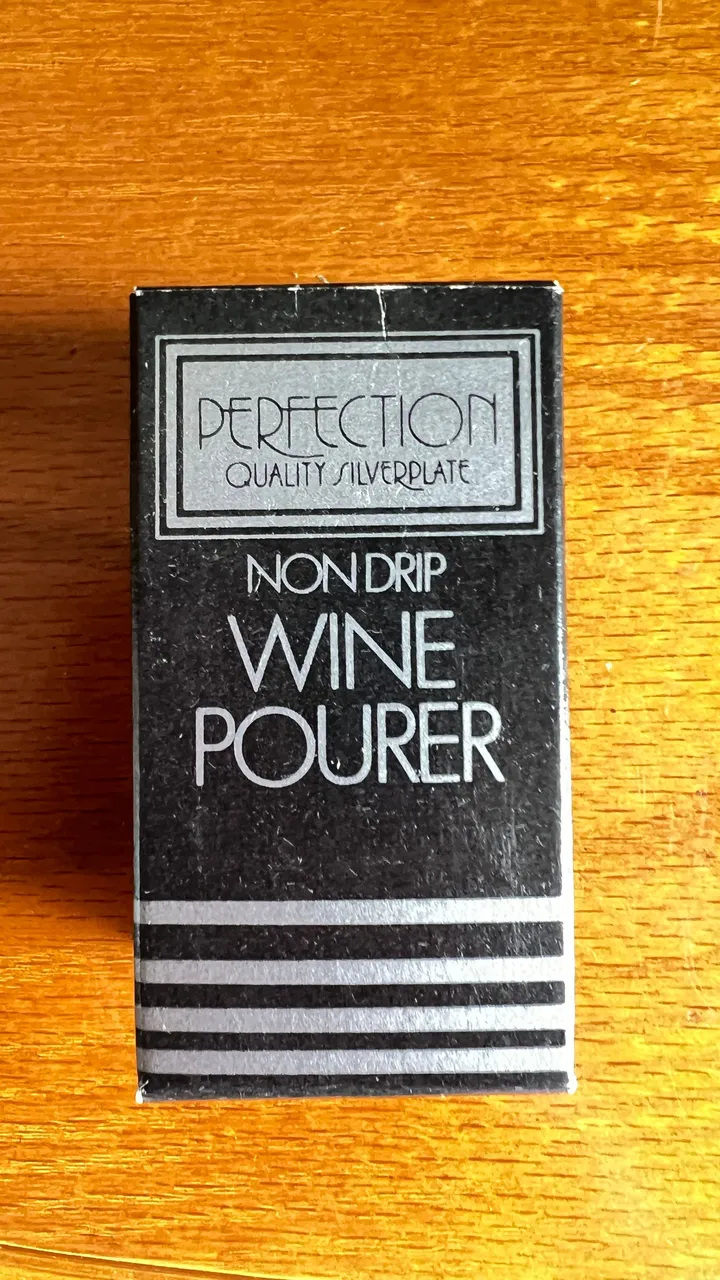 PERFECTION
QUALITY SILVERPLATE
NON DRIP
WINE
POURER